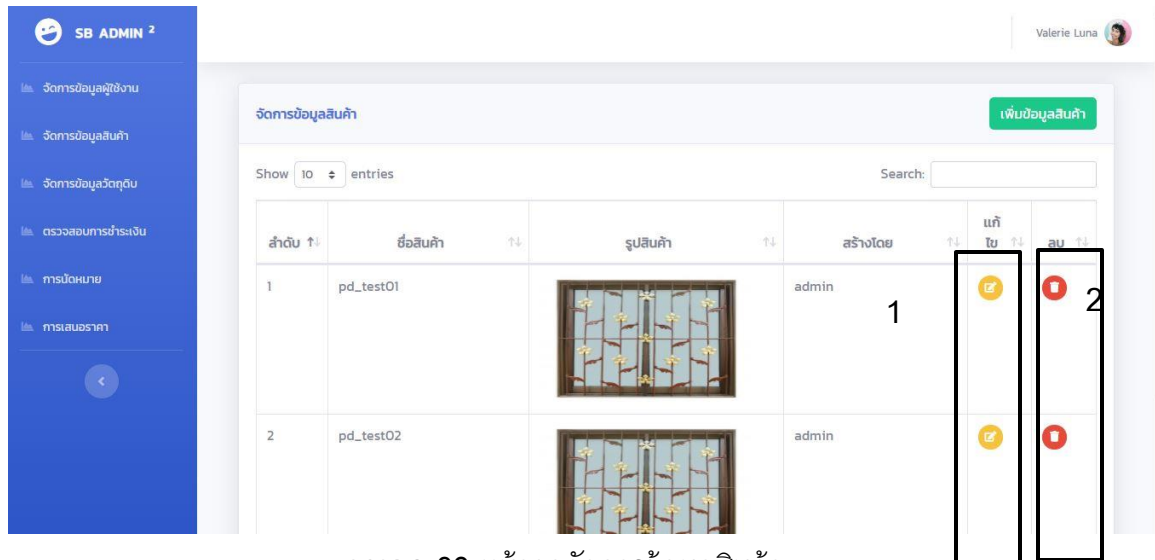 SB ADMIN 2
Valerie Luna
จัดการข้อมูลผู้ใช้งาน
จัดการข้อมูลสินค้า
จัดการข้อมูลวัตถุดิบ
ตรวจสอบการชำระเงิน
การนัดหมาย
การเสนอราคา
จัดการข้อมูลสินค้า
เพิ่มข้อมูลสินค้า
Show 10 entries
Search:
ลำดับ ชื่อสินค้า รูปสินค้า สร้างโดย แก้ไข ลบ
1 pd_test01 admin
1
2
2 pd_test02 admin